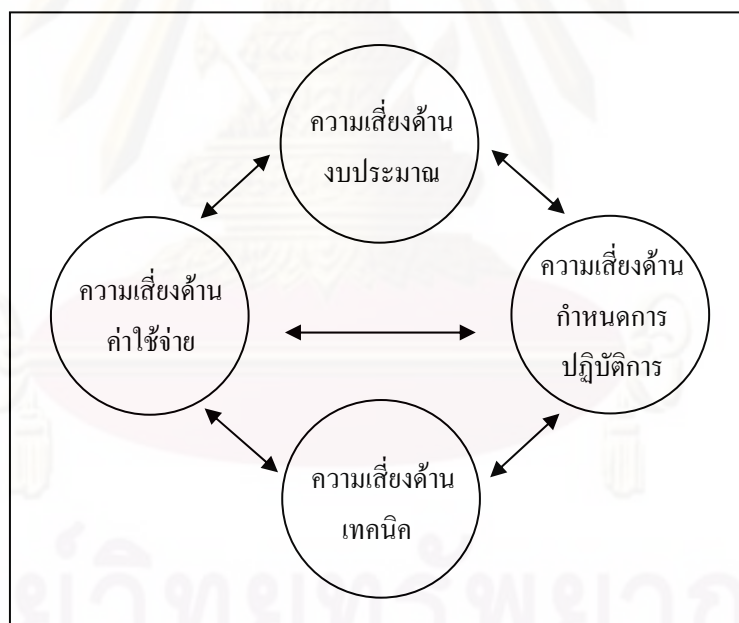 ความเสี่ยงด้าน
งบประมาณ
ความเสี่ยงด้าน
ค่าใช้จ่าย
ความเสี่ยงด้าน
กำหนดการ
ปฏิบัติการ
ความเสี่ยงด้าน
เทคนิค